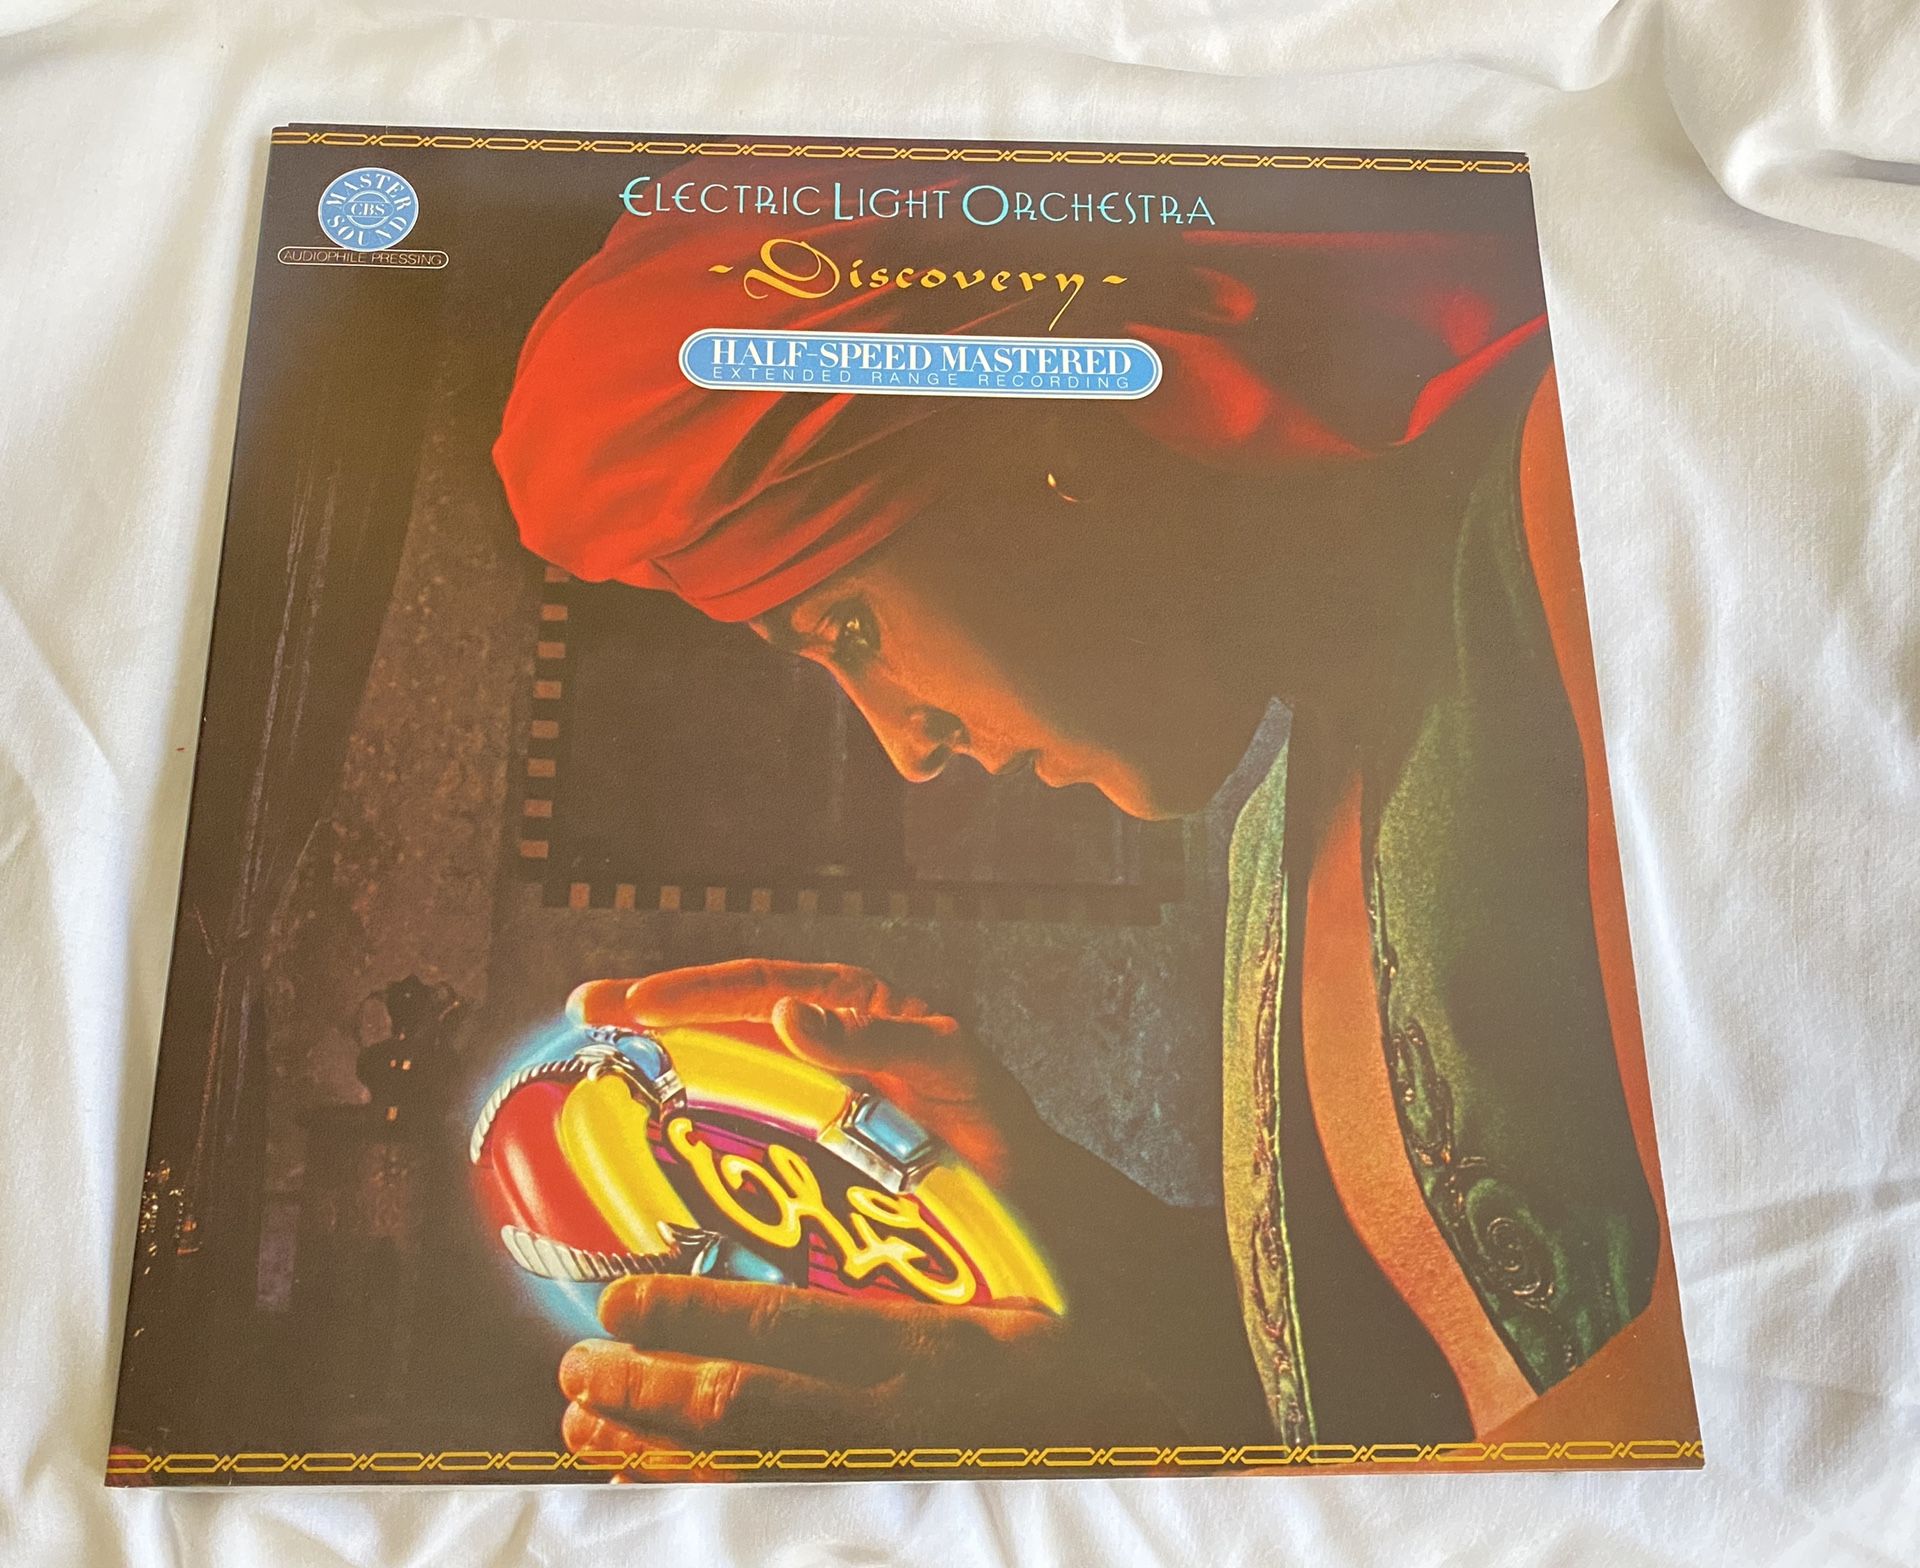 MASTER
CBS
SOUND
AUDIOPHILE PRESSING
ELECTRIC LIGHT ORCHESTRA
-Discovery-
HALF-SPEED MASTERED
EXTENDED RANGE RECORDING
ELO